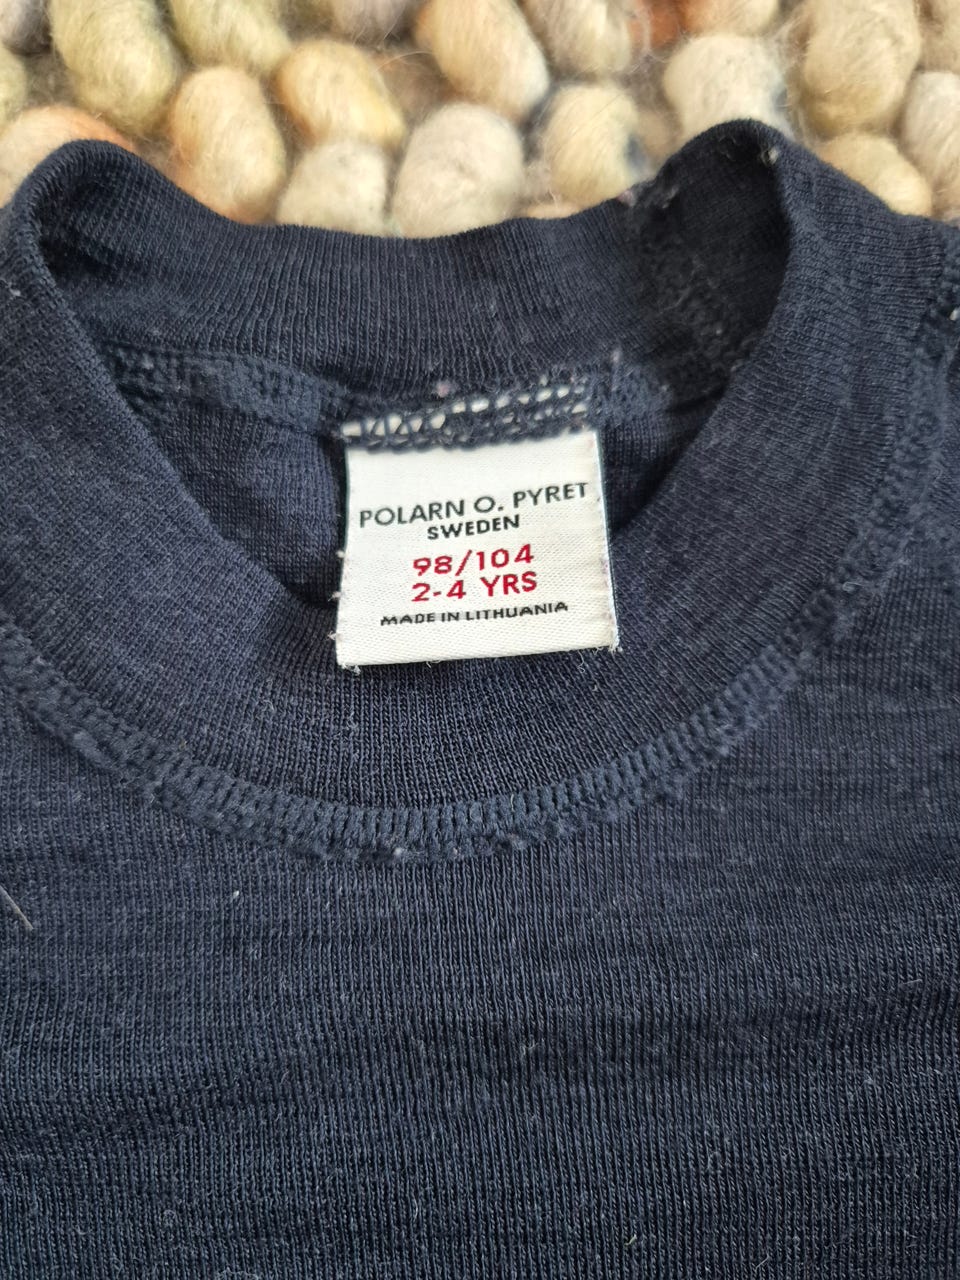 POLARN O. PYRET
SWEDEN
98/104
2-4 YRS
MADE IN LITHUANIA